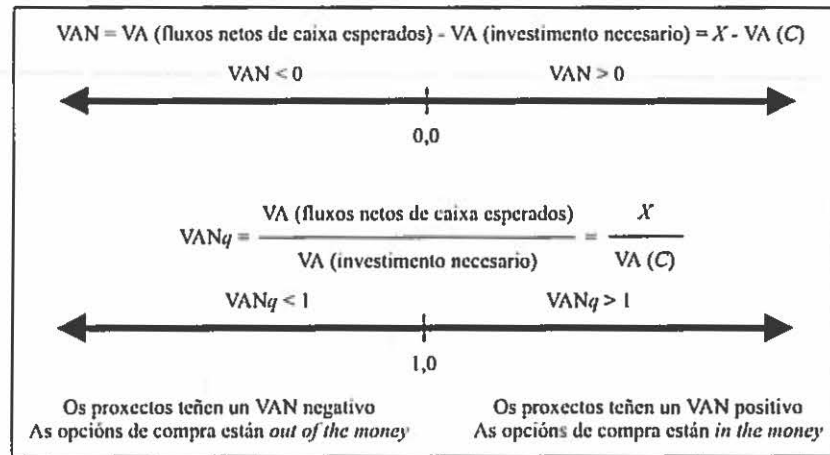 VAN = VA (fluxos netos de caixa esperados) - VA (investimento necesario) = X - VA (C)
VAN < 0 VAN > 0
0,0
VANq = VA (fluxos netos de caixa esperados) / VA (investimento necesario) = X / VA (C)
VANq < 1 VANq > 1
1,0
Os proxectos teñen un VAN negativo Os proxectos teñen un VAN positivo
As opcións de compra están out of the money As opcións de compra están in the money